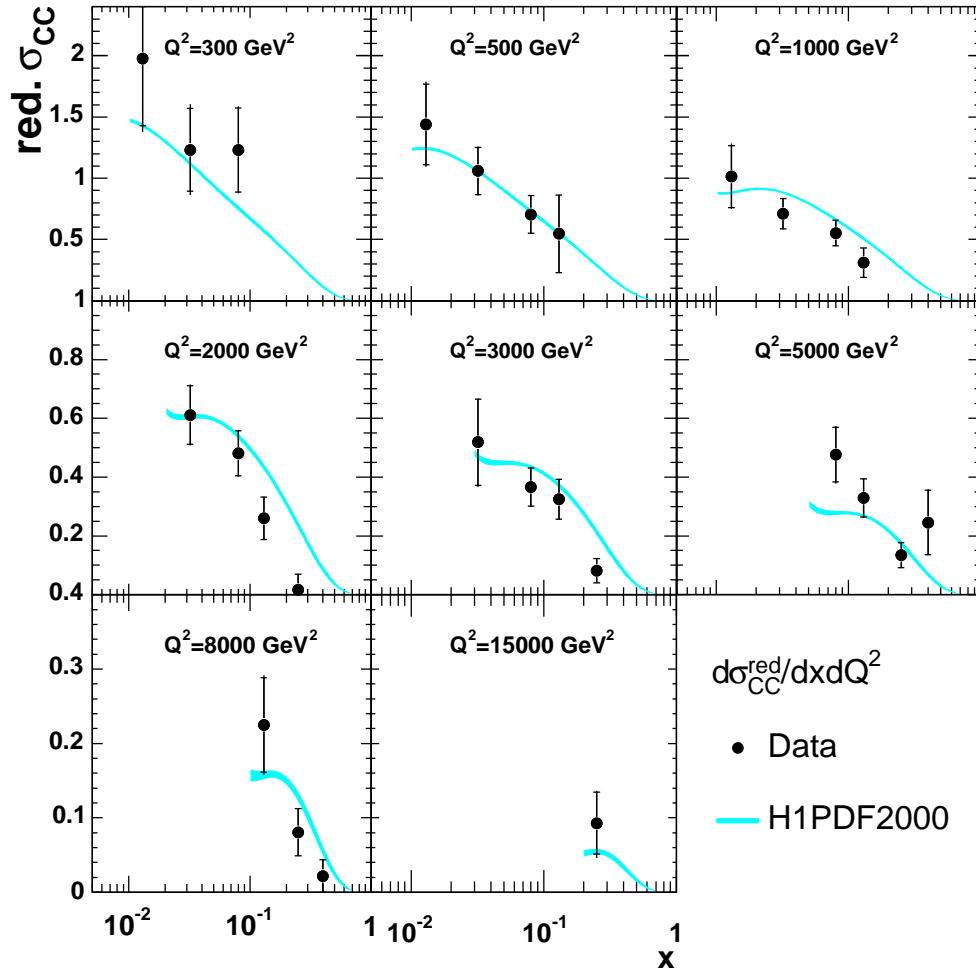 red. σCC
Q²=300 GeV²
Q²=500 GeV²
Q²=1000 GeV²
2
1.5
1
0.5
1
Q²=2000 GeV²
Q²=3000 GeV²
Q²=5000 GeV²
0.8
0.6
0.4
0.2
0.4
Q²=8000 GeV²
Q²=15000 GeV²
0.3
0.2
0.1
0
dσ^red_CC/dxdQ²
Data
H1PDF2000
10⁻² 10⁻¹ 1 10⁻² 10⁻¹ 1
x